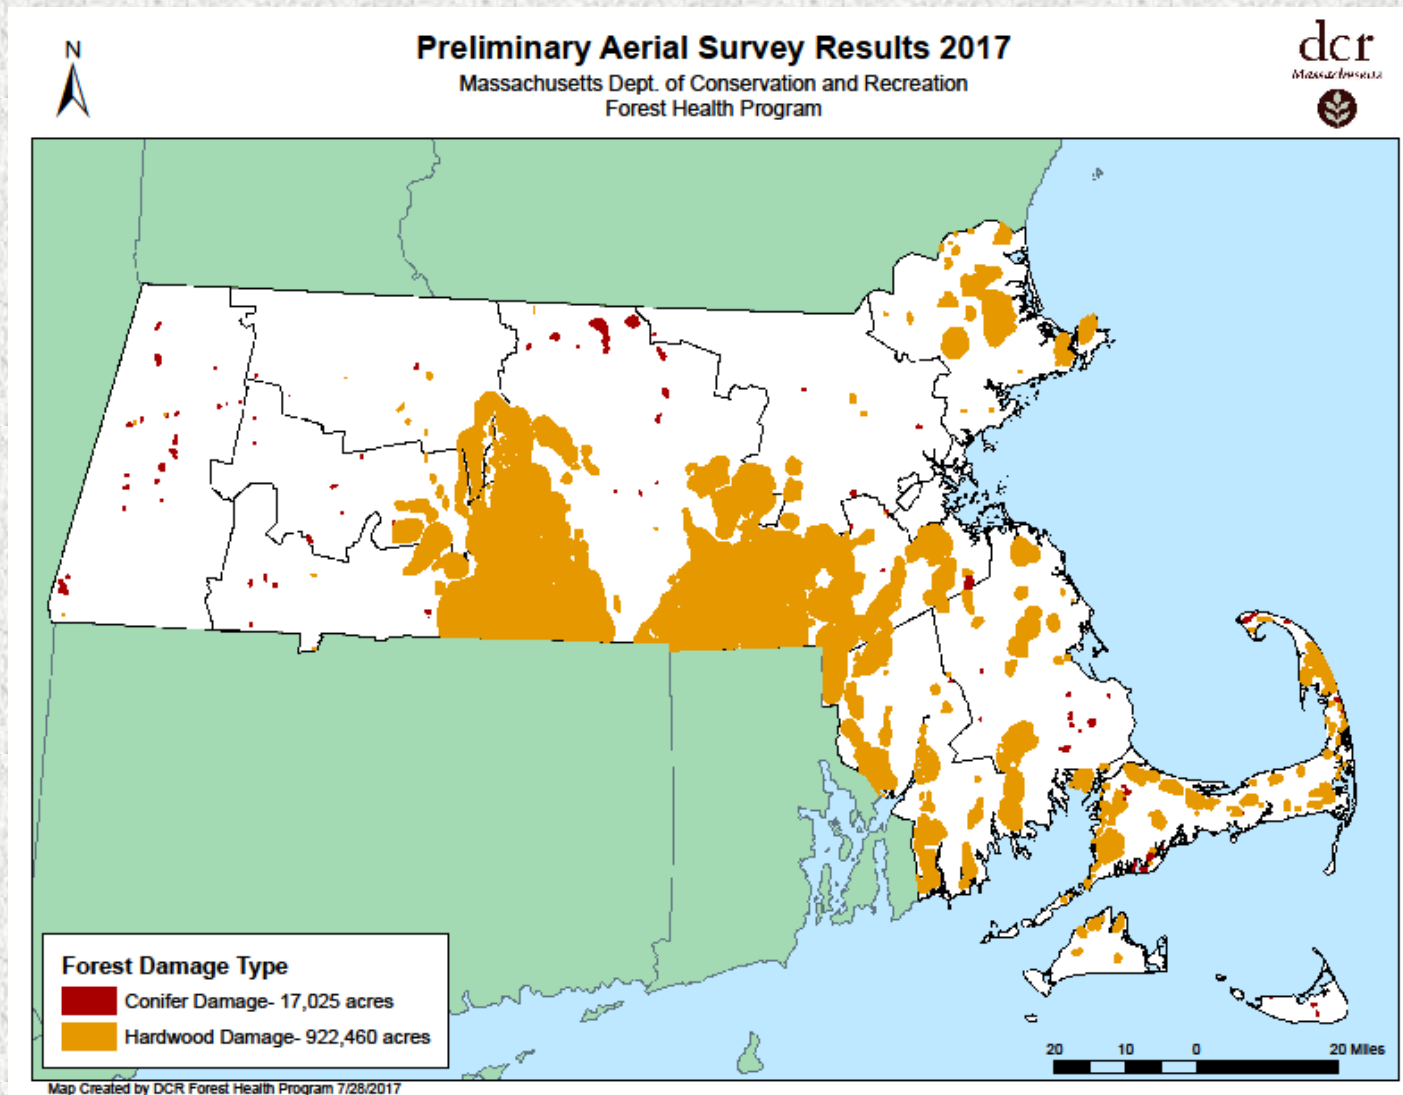 N
Preliminary Aerial Survey Results 2017
Massachusetts Dept. of Conservation and Recreation
Forest Health Program
dcr
Massachusetts
Forest Damage Type
Conifer Damage- 17,025 acres
Hardwood Damage- 922,460 acres
20 10 0 20 Miles
Map Created by DCR Forest Health Program 7/28/2017